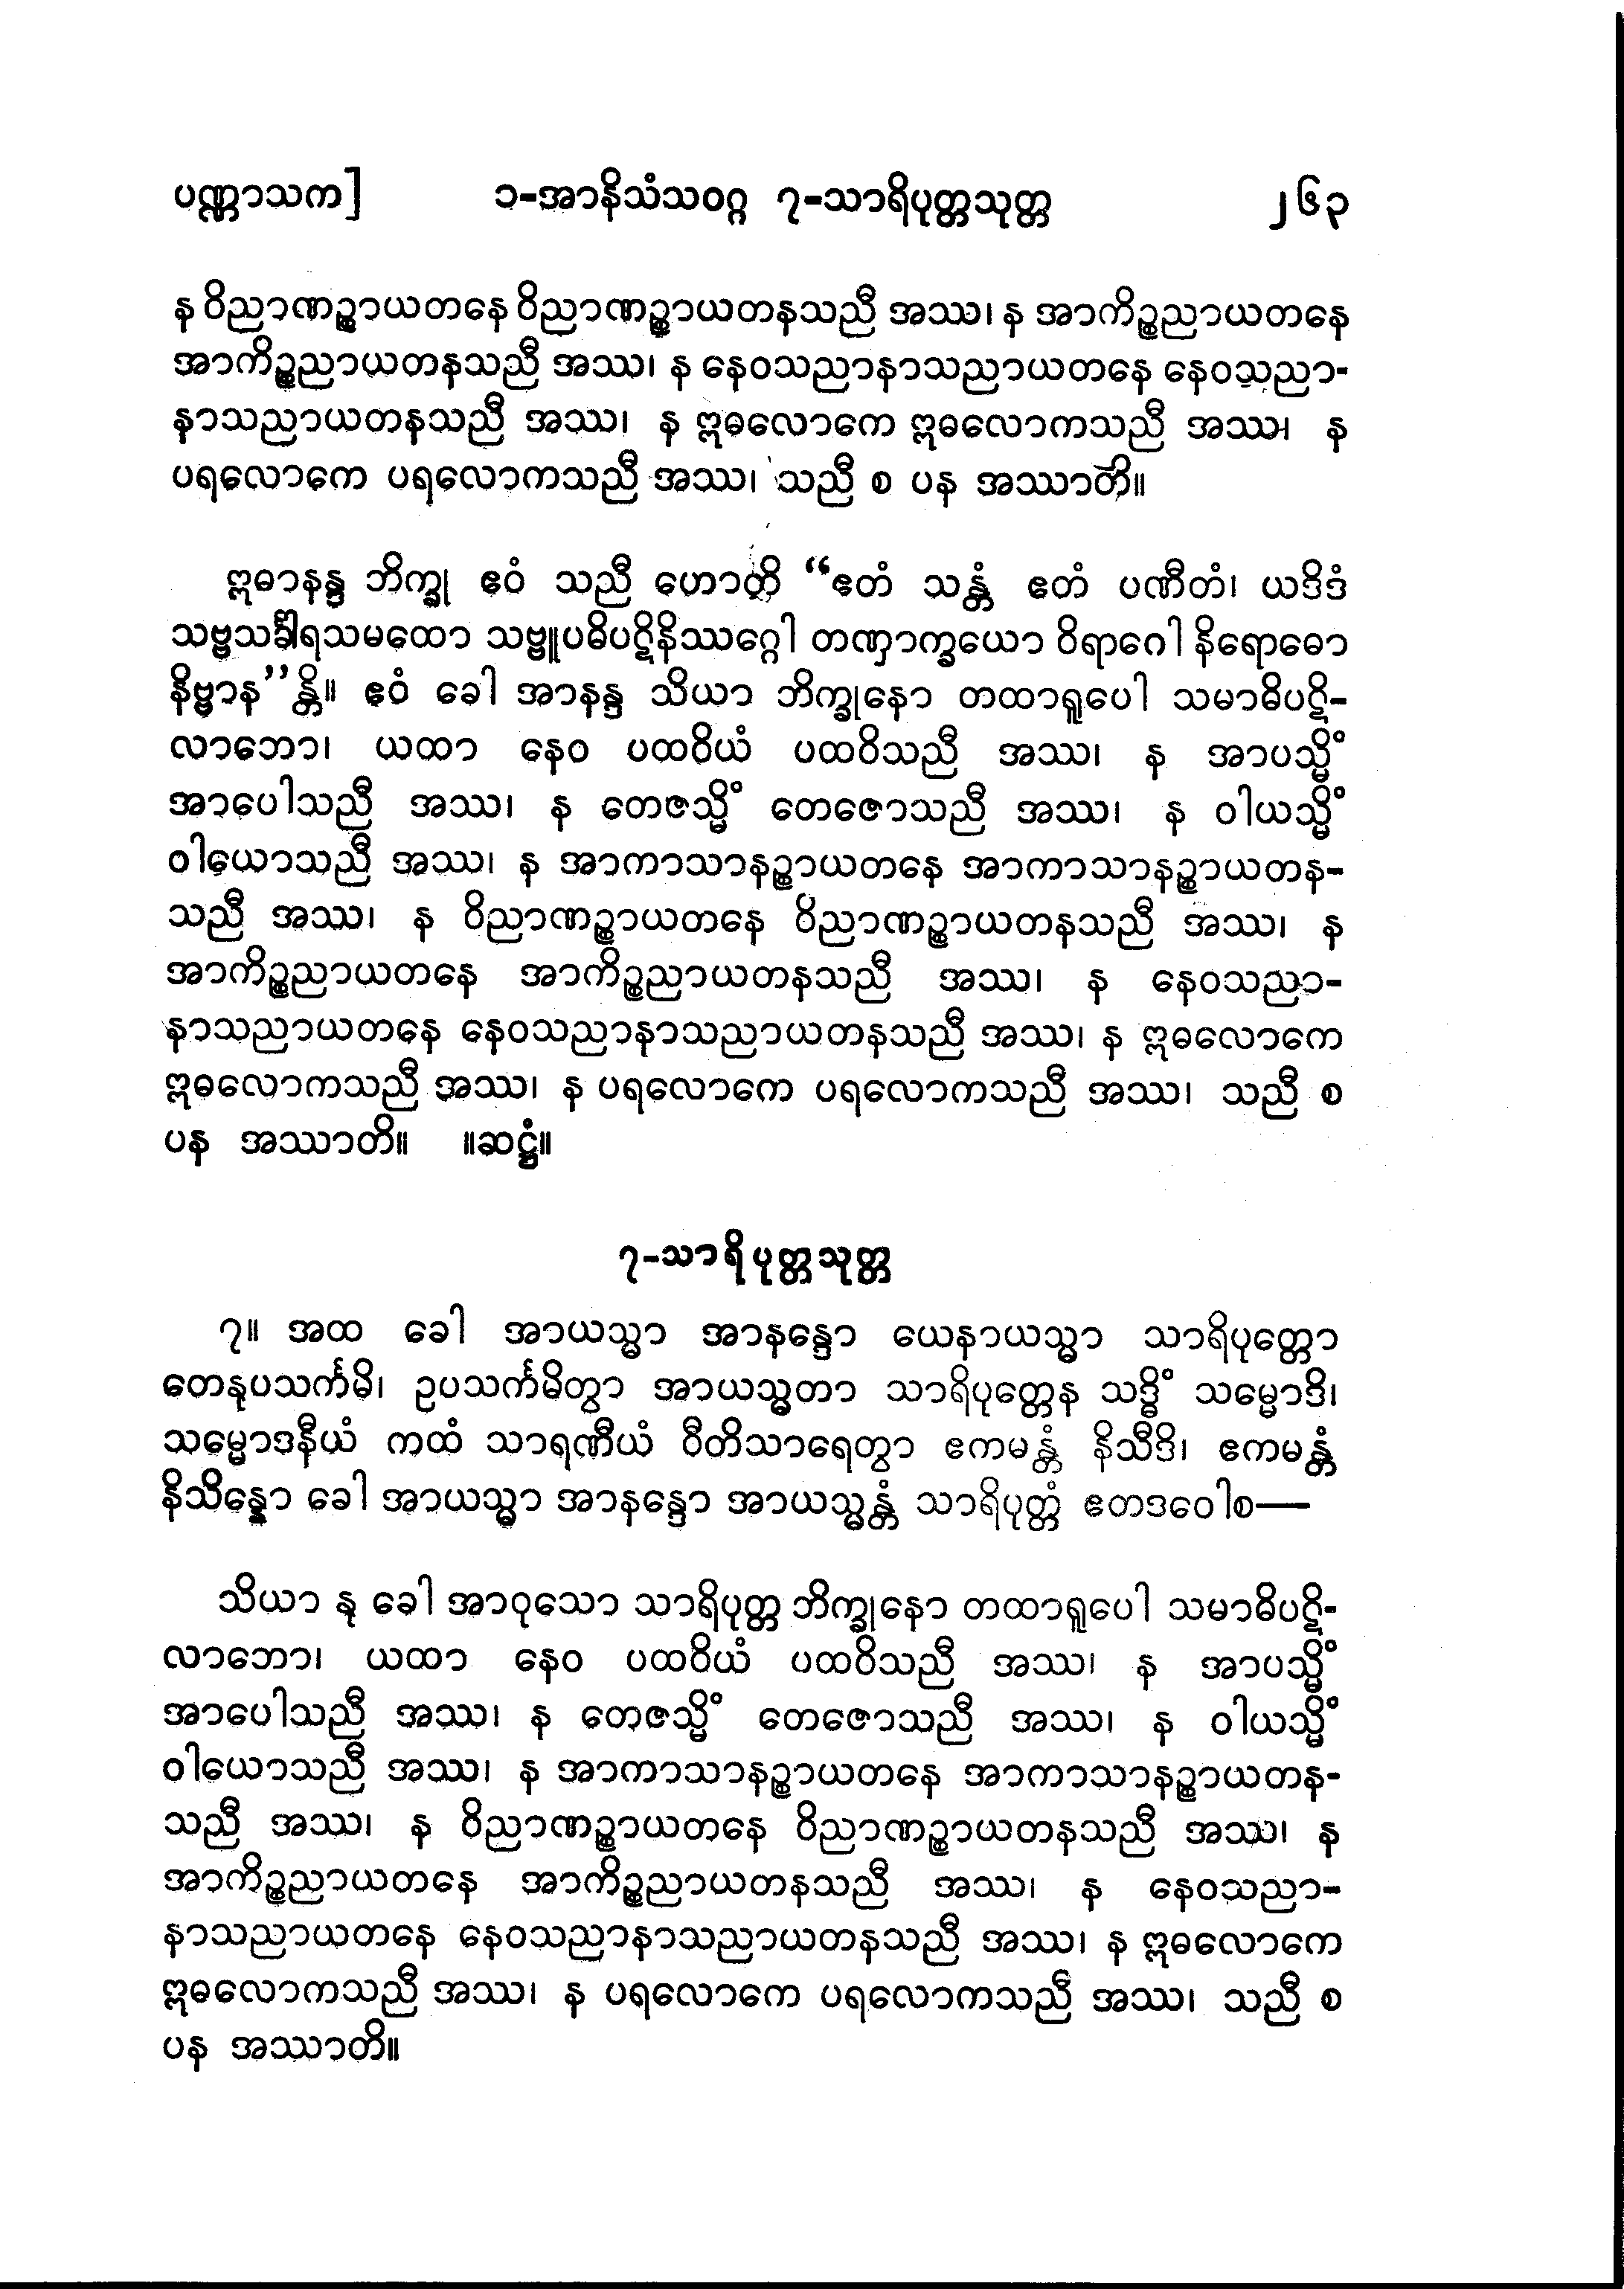 ပဏ္ဏာသက] ၁-အာနိသံသဝဂ္ဂ ၇-သာရိပုတ္တသုတ္တ ၂၆၃
န ဝိညာဏဉ္စာယတနေ ဝိညာဏဉ္စာယတနသညီ အဿ၊ န အာကိဉ္စညာယတနေ
အာကိဉ္စညာယတနသညီ အဿ၊ န နေဝသညာနာသညာယတနေ နေဝသညာ-
နာသညာယတနသညီ အဿ၊ န ဣဓလောကေ ဣဓလောကသညီ အဿ၊ န
ပရလောကေ ပရလောကသညီ အဿ၊ သညီ စ ပန အဿာတိ။
ဣဓာနန္ဒ ဘိက္ခု ဧဝံ သညီ ဟောတိ “ဧတံ သန္တံ ဧတံ ပဏီတံ၊ ယဒိဒံ
သဗ္ဗသင်္ခါရသမထော သဗ္ဗူပဓိပဋိနိဿဂ္ဂေါ တဏှာက္ခယော ဝိရာဂေါ နိရောဓော
နိဗ္ဗာန”န္တိ။ ဧဝံ ခေါ အာနန္ဒ သိယာ ဘိက္ခုနော တထာရူပေါ သမာဓိပဋိ-
လာဘော၊ ယထာ နေဝ ပထဝိယံ ပထဝိသညီ အဿ၊ န အာပသ္မိံ
အာပေါသညီ အဿ၊ န တေဇသ္မိံ တေဇောသညီ အဿ၊ န ဝါယသ္မိံ
ဝါယောသညီ အဿ၊ န အာကာသာနဉ္စာယတနေ အာကာသာနဉ္စာယတန-
သညီ အဿ၊ န ဝိညာဏဉ္စာယတနေ ဝိညာဏဉ္စာယတနသညီ အဿ၊ န
အာကိဉ္စညာယတနေ အာကိဉ္စညာယတနသညီ အဿ၊ န နေဝသညာ-
နာသညာယတနေ နေဝသညာနာသညာယတနသညီ အဿ၊ န ဣဓလောကေ
ဣဓလောကသညီ အဿ၊ န ပရလောကေ ပရလောကသညီ အဿ၊ သညီ စ
ပန အဿာတိ။ ။ဆဋ္ဌံ။
၇-သာရိပုတ္တသုတ္တ
၇။ အထ ခေါ အာယသ္မာ အာနန္ဒော ယေနာယသ္မာ သာရိပုတ္တော
တေနုပသင်္ကမိ၊ ဥပသင်္ကမိတွာ အာယသ္မတာ သာရိပုတ္တေန သဒ္ဓိံ သမ္မောဒိ၊
သမ္မောဒနီယံ ကထံ သာရဏီယံ ဝီတိသာရေတွာ ဧကမန္တံ နိသီဒိ၊ ဧကမန္တံ
နိသိန္နော ခေါ အာယသ္မာ အာနန္ဒော အာယသ္မန္တံ သာရိပုတ္တံ ဧတဒဝေါစ—
သိယာ နု ခေါ အာဝုသော သာရိပုတ္တ ဘိက္ခုနော တထာရူပေါ သမာဓိပဋိ-
လာဘော၊ ယထာ နေဝ ပထဝိယံ ပထဝိသညီ အဿ၊ န အာပသ္မိံ
အာပေါသညီ အဿ၊ န တေဇသ္မိံ တေဇောသညီ အဿ၊ န ဝါယသ္မိံ
ဝါယောသညီ အဿ၊ န အာကာသာနဉ္စာယတနေ အာကာသာနဉ္စာယတန-
သညီ အဿ၊ န ဝိညာဏဉ္စာယတနေ ဝိညာဏဉ္စာယတနသညီ အဿ၊ န
အာကိဉ္စညာယတနေ အာကိဉ္စညာယတနသညီ အဿ၊ န နေဝသညာ-
နာသညာယတနေ နေဝသညာနာသညာယတနသညီ အဿ၊ န ဣဓလောကေ
ဣဓလောကသညီ အဿ၊ န ပရလောကေ ပရလောကသညီ အဿ၊ သညီ စ
ပန အဿာတိ။